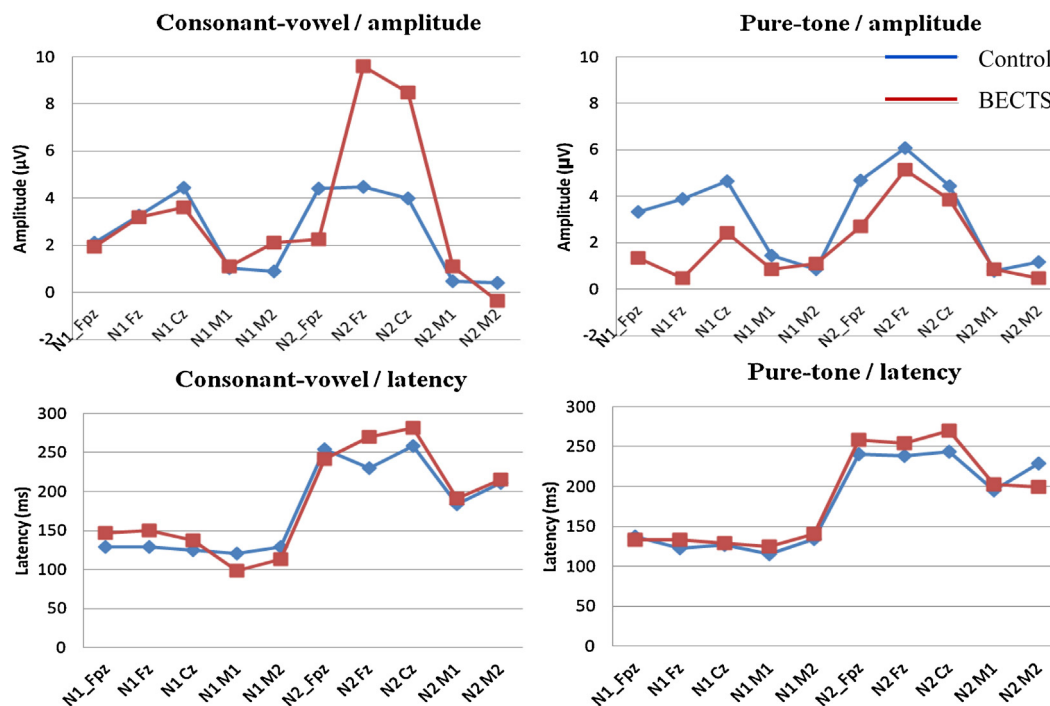 Consonant-vowel / amplitude
10
8
6
4
2
0
-2
Amplitude (µV)
N1_Fpz
N1 Fz
N1 Cz
N1 M1
N1 M2
N2_Fpz
N2 Fz
N2 Cz
N2 M1
N2 M2
Pure-tone / amplitude
10
8
6
4
2
0
-2
Amplitude (µV)
N1_Fpz
N1 Fz
N1 Cz
N1 M1
N1 M2
N2_Fpz
N2 Fz
N2 Cz
N2 M1
N2 M2
Control
BECTS
Consonant-vowel / latency
300
250
200
150
100
50
0
Latency (ms)
N1_Fpz
N1 Fz
N1 Cz
N1 M1
N1 M2
N2_Fpz
N2 Fz
N2 Cz
N2 M1
N2 M2
Pure-tone / latency
300
250
200
150
100
50
0
Latency (ms)
N1_Fpz
N1 Fz
N1 Cz
N1 M1
N1 M2
N2_Fpz
N2 Fz
N2 Cz
N2 M1
N2 M2